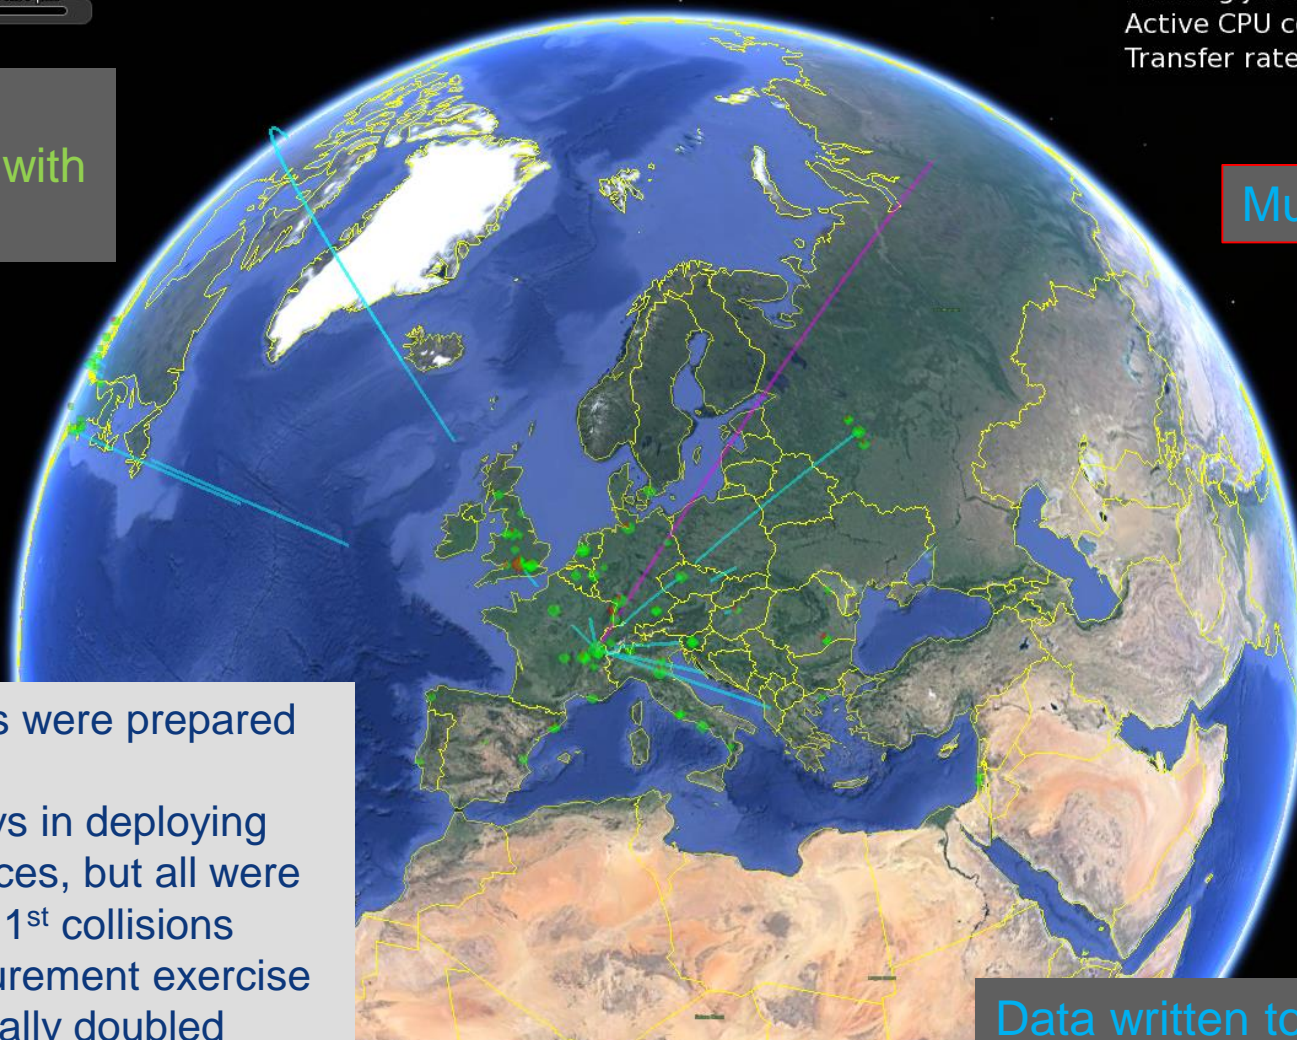 Active CPU c
Transfer rate
with
Mu
s were prepared
ys in deploying
ces, but all were
1st collisions
urement exercise
ally doubled
Data written to